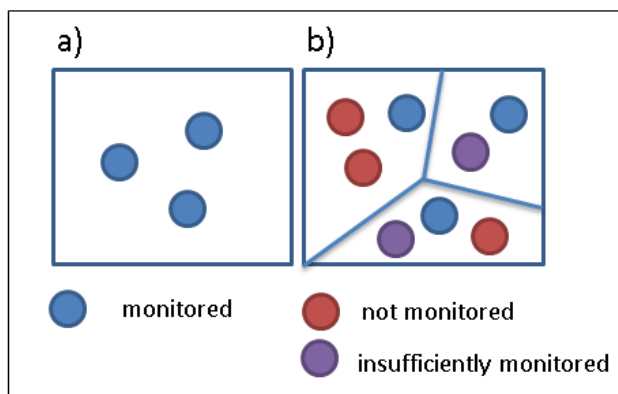 a)
b)
monitored
not monitored
insufficiently monitored